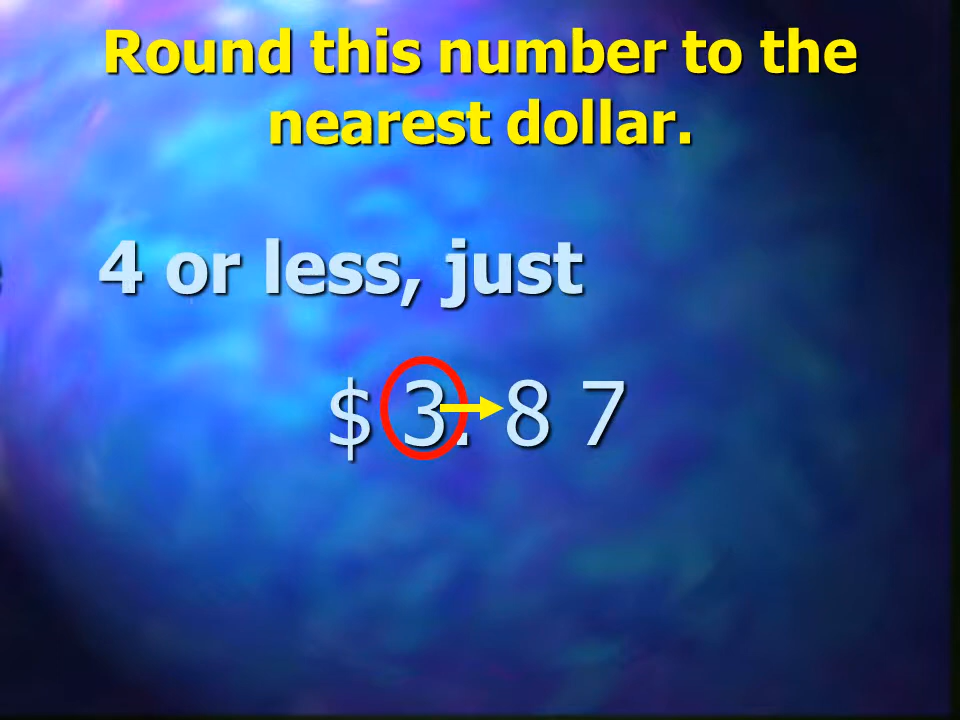 Round this number to the
nearest dollar.
4 or less, just
$ 3. 8 7